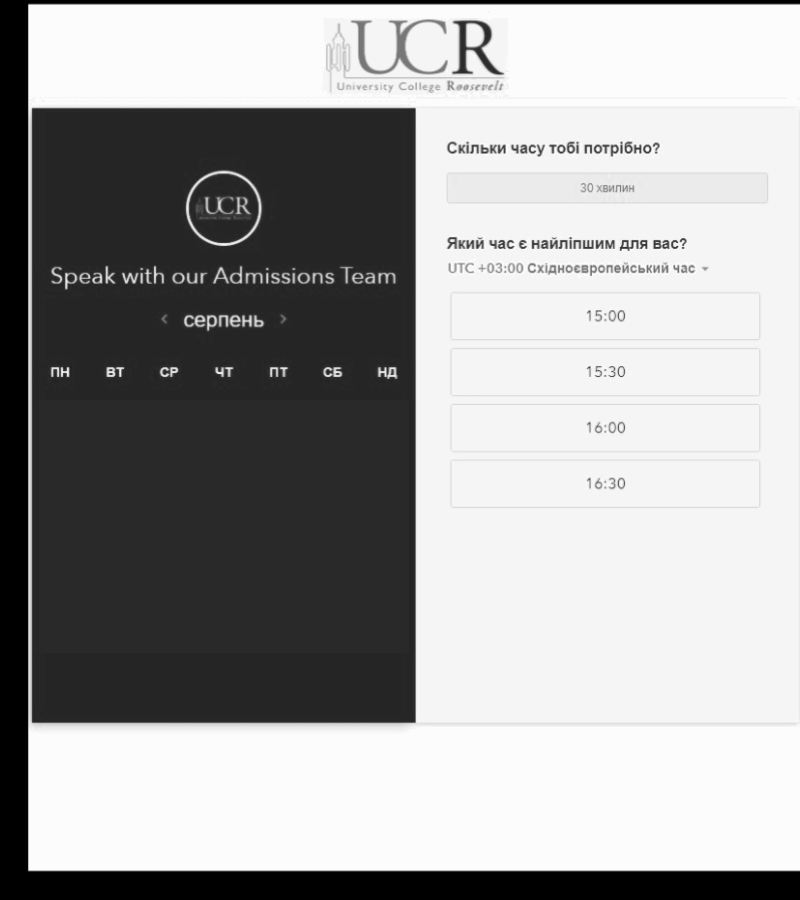 UCR
University College Roosevelt
UCR
Speak with our Admissions Team
серпень
ПН ВТ СР ЧТ ПТ СБ НД
Скільки часу тобі потрібно?
30 хвилин
Який час є найліпшим для вас?
UTC +03:00 Східноєвропейський час
15:00
15:30
16:00
16:30